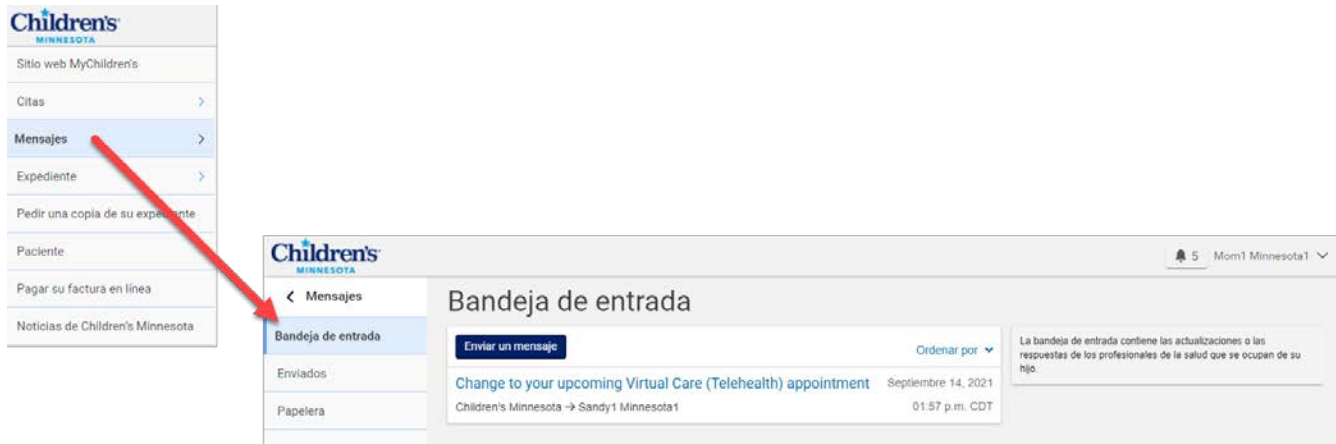 Children's
MINNESOTA
Sitio web MyChildren's
Citas
Mensajes
Expediente
Pedir una copia de su expediente
Paciente
Pagar su factura en línea
Noticias de Children's Minnesota
Children's
MINNESOTA
5 Mom1 Minnesota1
Mensajes
Bandeja de entrada
Enviados
Papelera
Bandeja de entrada
Enviar un mensaje
Ordenar por
Change to your upcoming Virtual Care (Telehealth) appointment
Septiembre 14, 2021
Children's Minnesota → Sandy1 Minnesota1
01:57 p.m. CDT
La bandeja de entrada contiene las actualizaciones o las
respuestas de los profesionales de la salud que se ocupan de su
hijo.